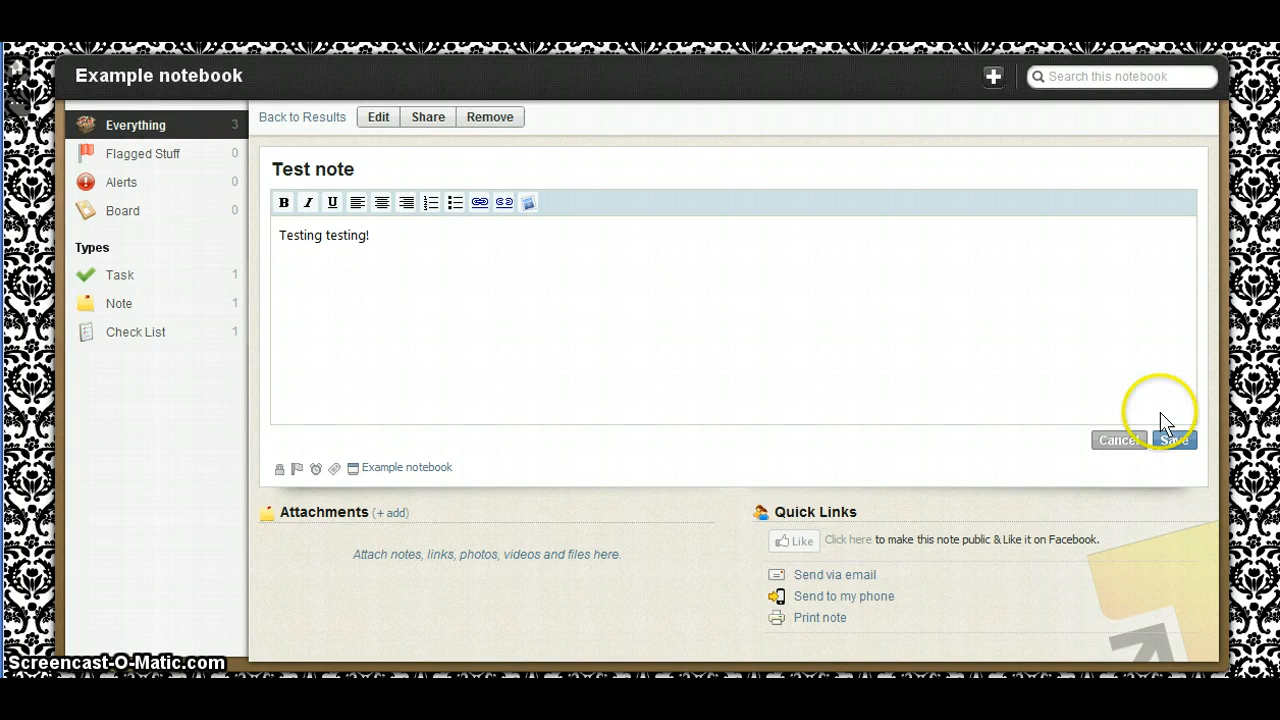 Example notebook
Search this notebook
Everything 3
Flagged Stuff 0
Alerts 0
Board 0
Types
Task 1
Note 1
Check List 1
Back to Results Edit Share Remove
Test note
B I U
Testing testing!
Cancel Save
Example notebook
Attachments (+ add)
Attach notes, links, photos, videos and files here.
Quick Links
Like Click here to make this note public & Like it on Facebook.
Send via email
Send to my phone
Print note
Screencast-O-Matic.com